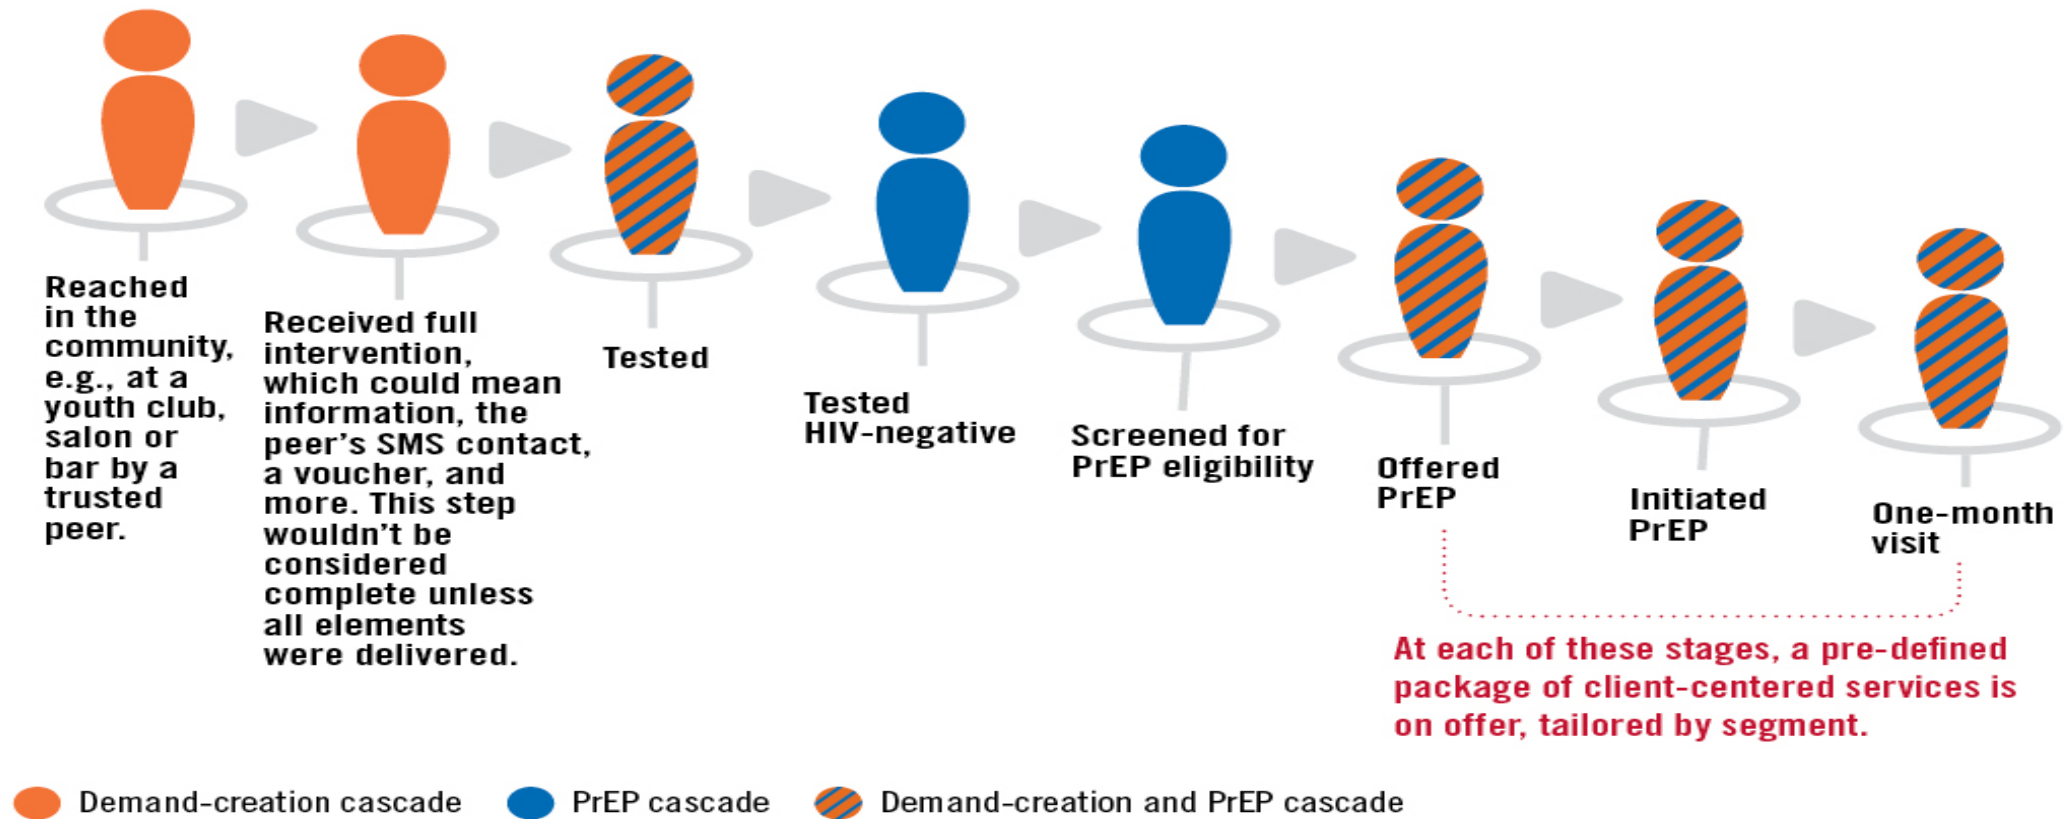 Reached
in the
community,
e.g., at a
youth club,
salon or
bar by a
trusted
peer.
Received full
intervention,
which could mean
information, the
peer’s SMS contact,
a voucher, and
more. This step
wouldn’t be
considered
complete unless
all elements
were delivered.
Tested
Tested
HIV-negative
Screened for
PrEP eligibility
Offered
PrEP
Initiated
PrEP
One-month
visit
At each of these stages, a pre-defined
package of client-centered services is
on offer, tailored by segment.
Demand-creation cascade
PrEP cascade
Demand-creation and PrEP cascade